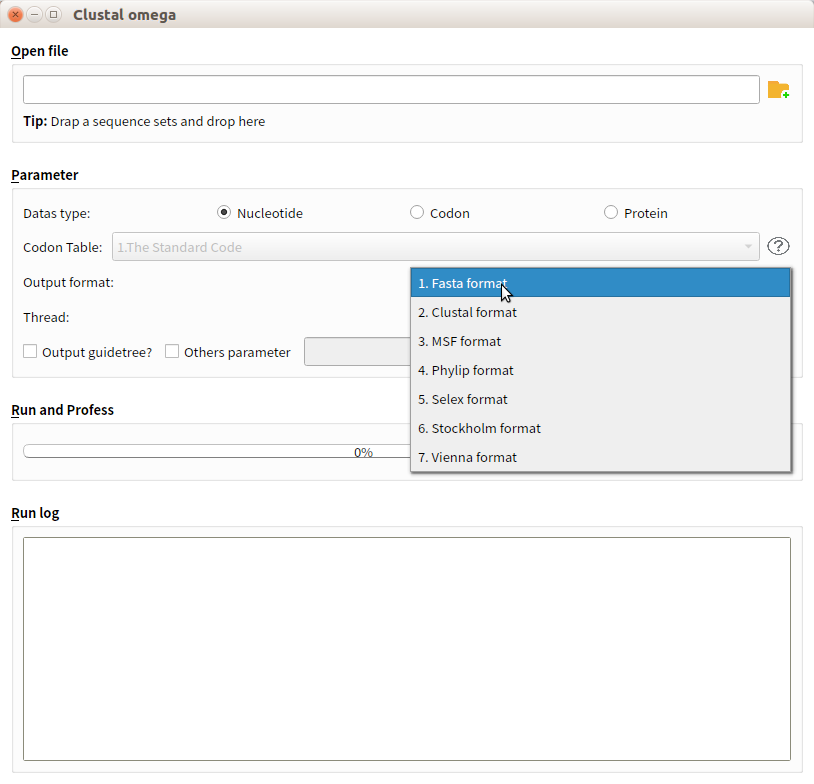 Clustal omega
Open file
Tip: Drap a sequence sets and drop here
Parameter
Datas type: Nucleotide Codon Protein
Codon Table: 1.The Standard Code ?
Output format: 1. Fasta format
2. Clustal format
Thread:
3. MSF format
Output guidetree? Others parameter
4. Phylip format
5. Selex format
Run and Profess
6. Stockholm format
0%
7. Vienna format
Run log